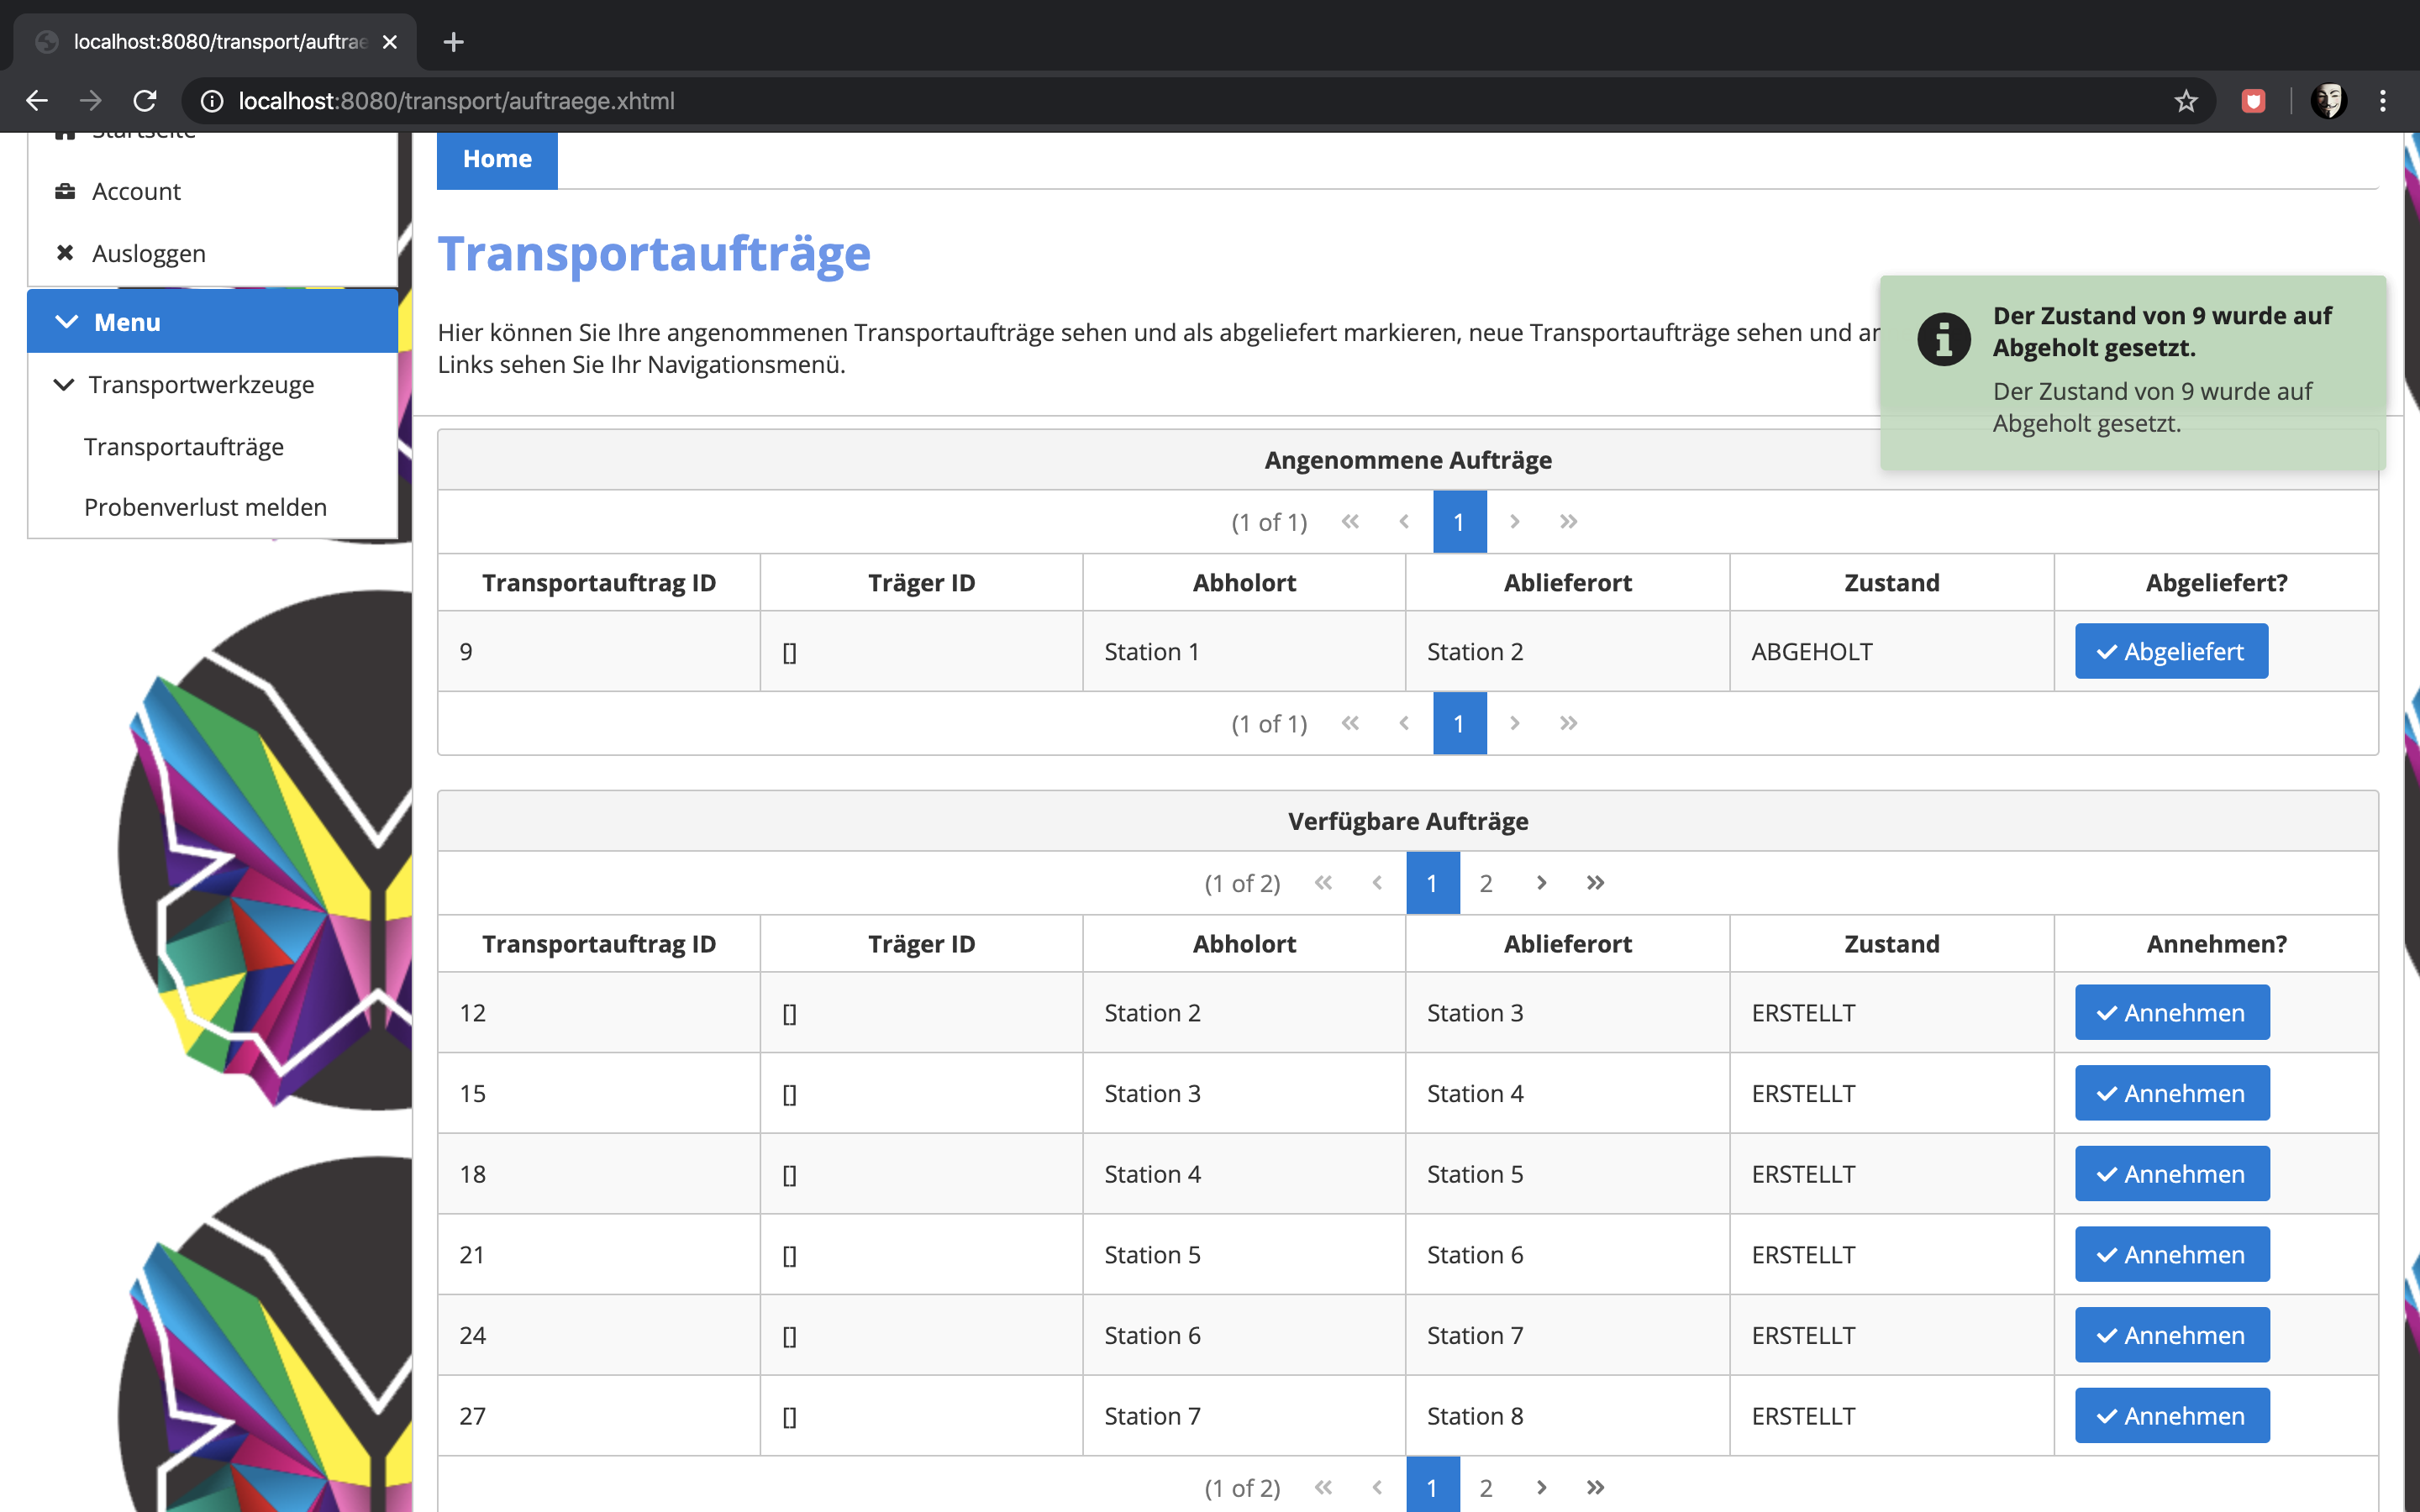 localhost:8080/transport/auftrae
localhost:8080/transport/auftraege.xhtml
Startseite
Account
Ausloggen
Menu
Transportwerkzeuge
Transportaufträge
Probenverlust melden
Home
Transportaufträge
Hier können Sie Ihre angenommenen Transportaufträge sehen und als abgeliefert markieren, neue Transportaufträge sehen und an
Links sehen Sie Ihr Navigationsmenü.
Der Zustand von 9 wurde auf
Abgeholt gesetzt.
Der Zustand von 9 wurde auf
Abgeholt gesetzt.
Angenommene Aufträge
(1 of 1) 1
Transportauftrag ID Träger ID Abholort Ablieferort Zustand Abgeliefert?
9 [] Station 1 Station 2 ABGEHOLT Abgeliefert
(1 of 1) 1
Verfügbare Aufträge
(1 of 2) 1 2
Transportauftrag ID Träger ID Abholort Ablieferort Zustand Annehmen?
12 [] Station 2 Station 3 ERSTELLT Annehmen
15 [] Station 3 Station 4 ERSTELLT Annehmen
18 [] Station 4 Station 5 ERSTELLT Annehmen
21 [] Station 5 Station 6 ERSTELLT Annehmen
24 [] Station 6 Station 7 ERSTELLT Annehmen
27 [] Station 7 Station 8 ERSTELLT Annehmen
(1 of 2) 1 2